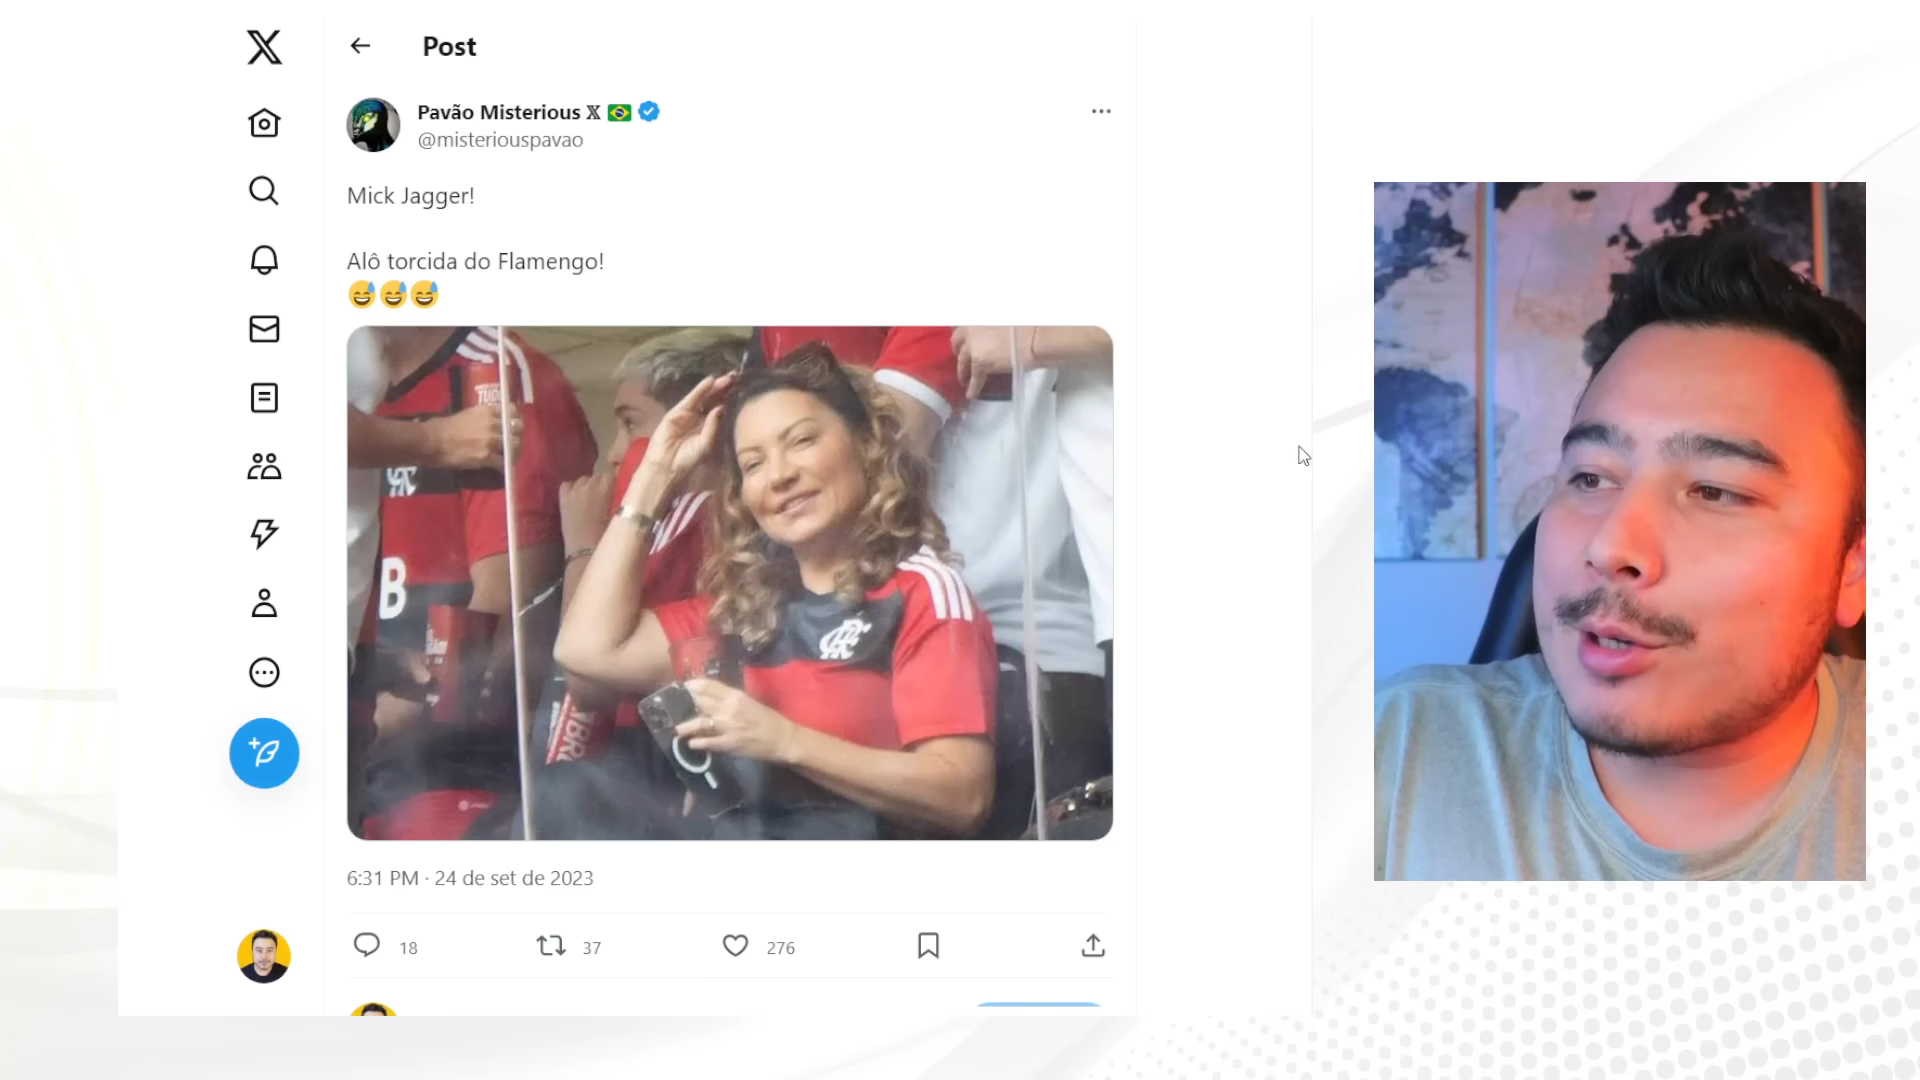 Post
Pavão Misterious X
@misteriouspavao
Mick Jagger!
Alô torcida do Flamengo!
B
6:31 PM · 24 de set de 2023
18
37
276